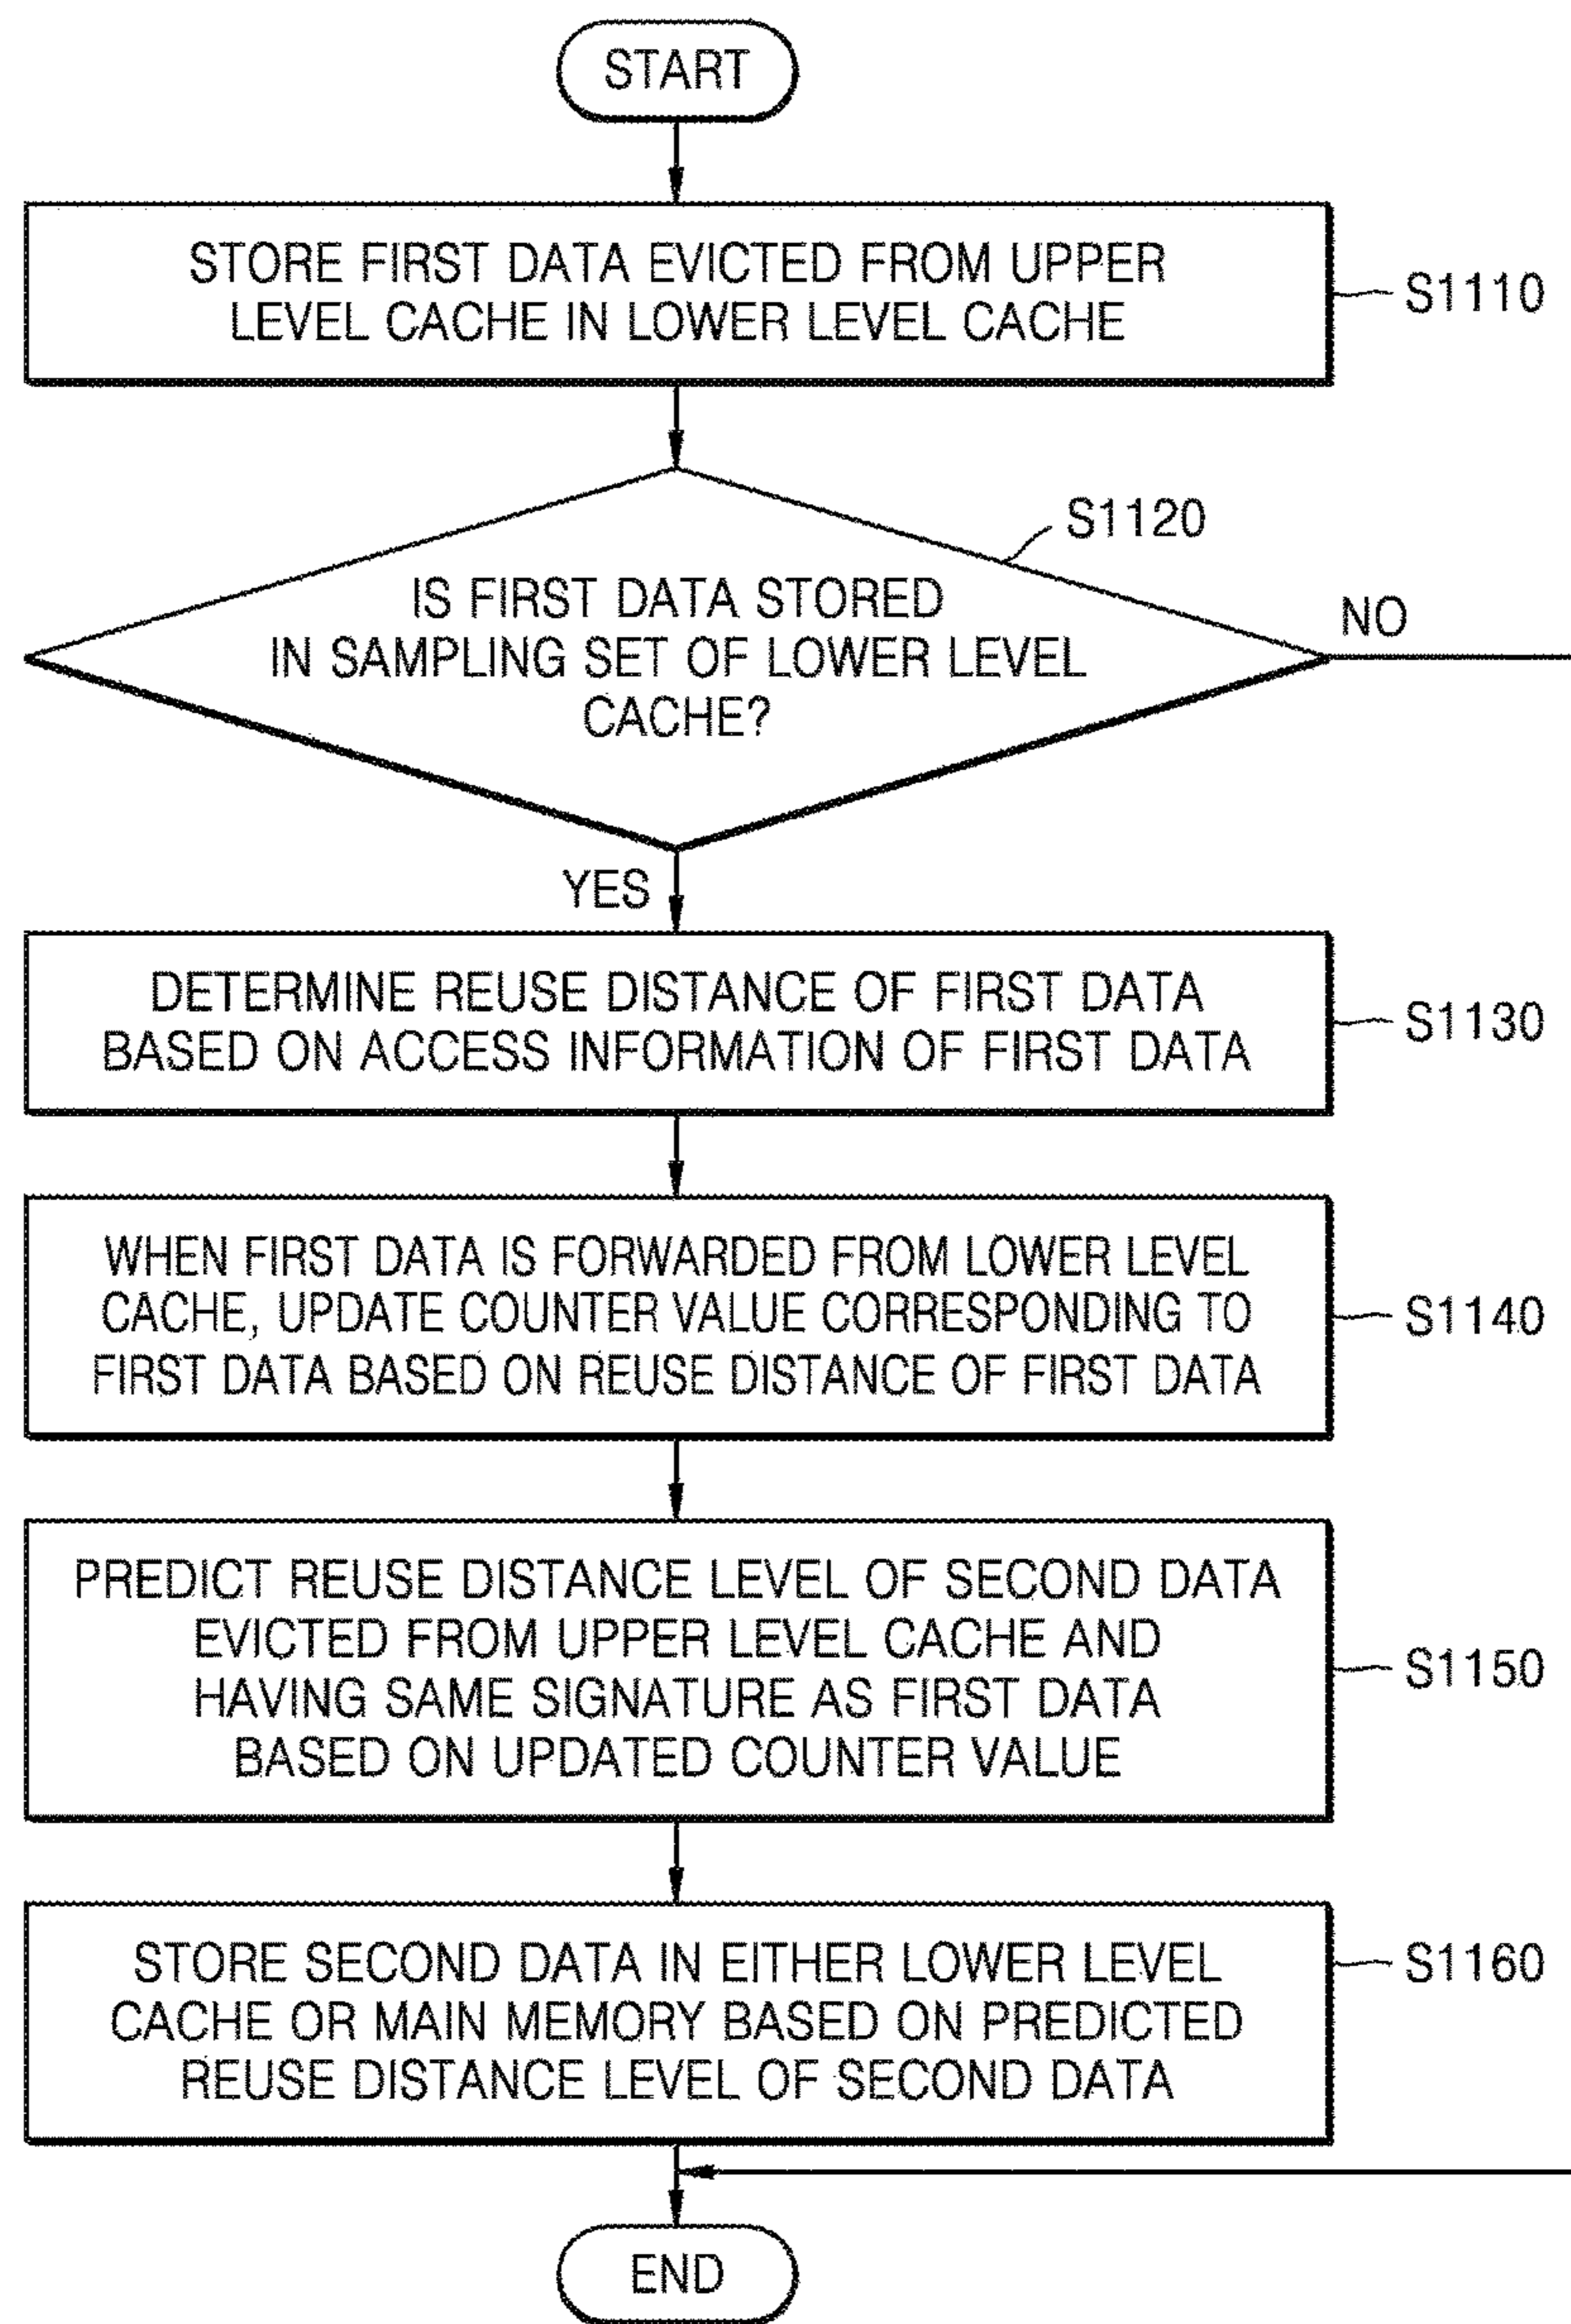 START
STORE FIRST DATA EVICTED FROM UPPER
LEVEL CACHE IN LOWER LEVEL CACHE
S1110
S1120
IS FIRST DATA STORED
IN SAMPLING SET OF LOWER LEVEL
CACHE?
NO
YES
DETERMINE REUSE DISTANCE OF FIRST DATA
BASED ON ACCESS INFORMATION OF FIRST DATA
S1130
WHEN FIRST DATA IS FORWARDED FROM LOWER LEVEL
CACHE, UPDATE COUNTER VALUE CORRESPONDING TO
FIRST DATA BASED ON REUSE DISTANCE OF FIRST DATA
S1140
PREDICT REUSE DISTANCE LEVEL OF SECOND DATA
EVICTED FROM UPPER LEVEL CACHE AND
HAVING SAME SIGNATURE AS FIRST DATA
BASED ON UPDATED COUNTER VALUE
S1150
STORE SECOND DATA IN EITHER LOWER LEVEL
CACHE OR MAIN MEMORY BASED ON PREDICTED
REUSE DISTANCE LEVEL OF SECOND DATA
S1160
END